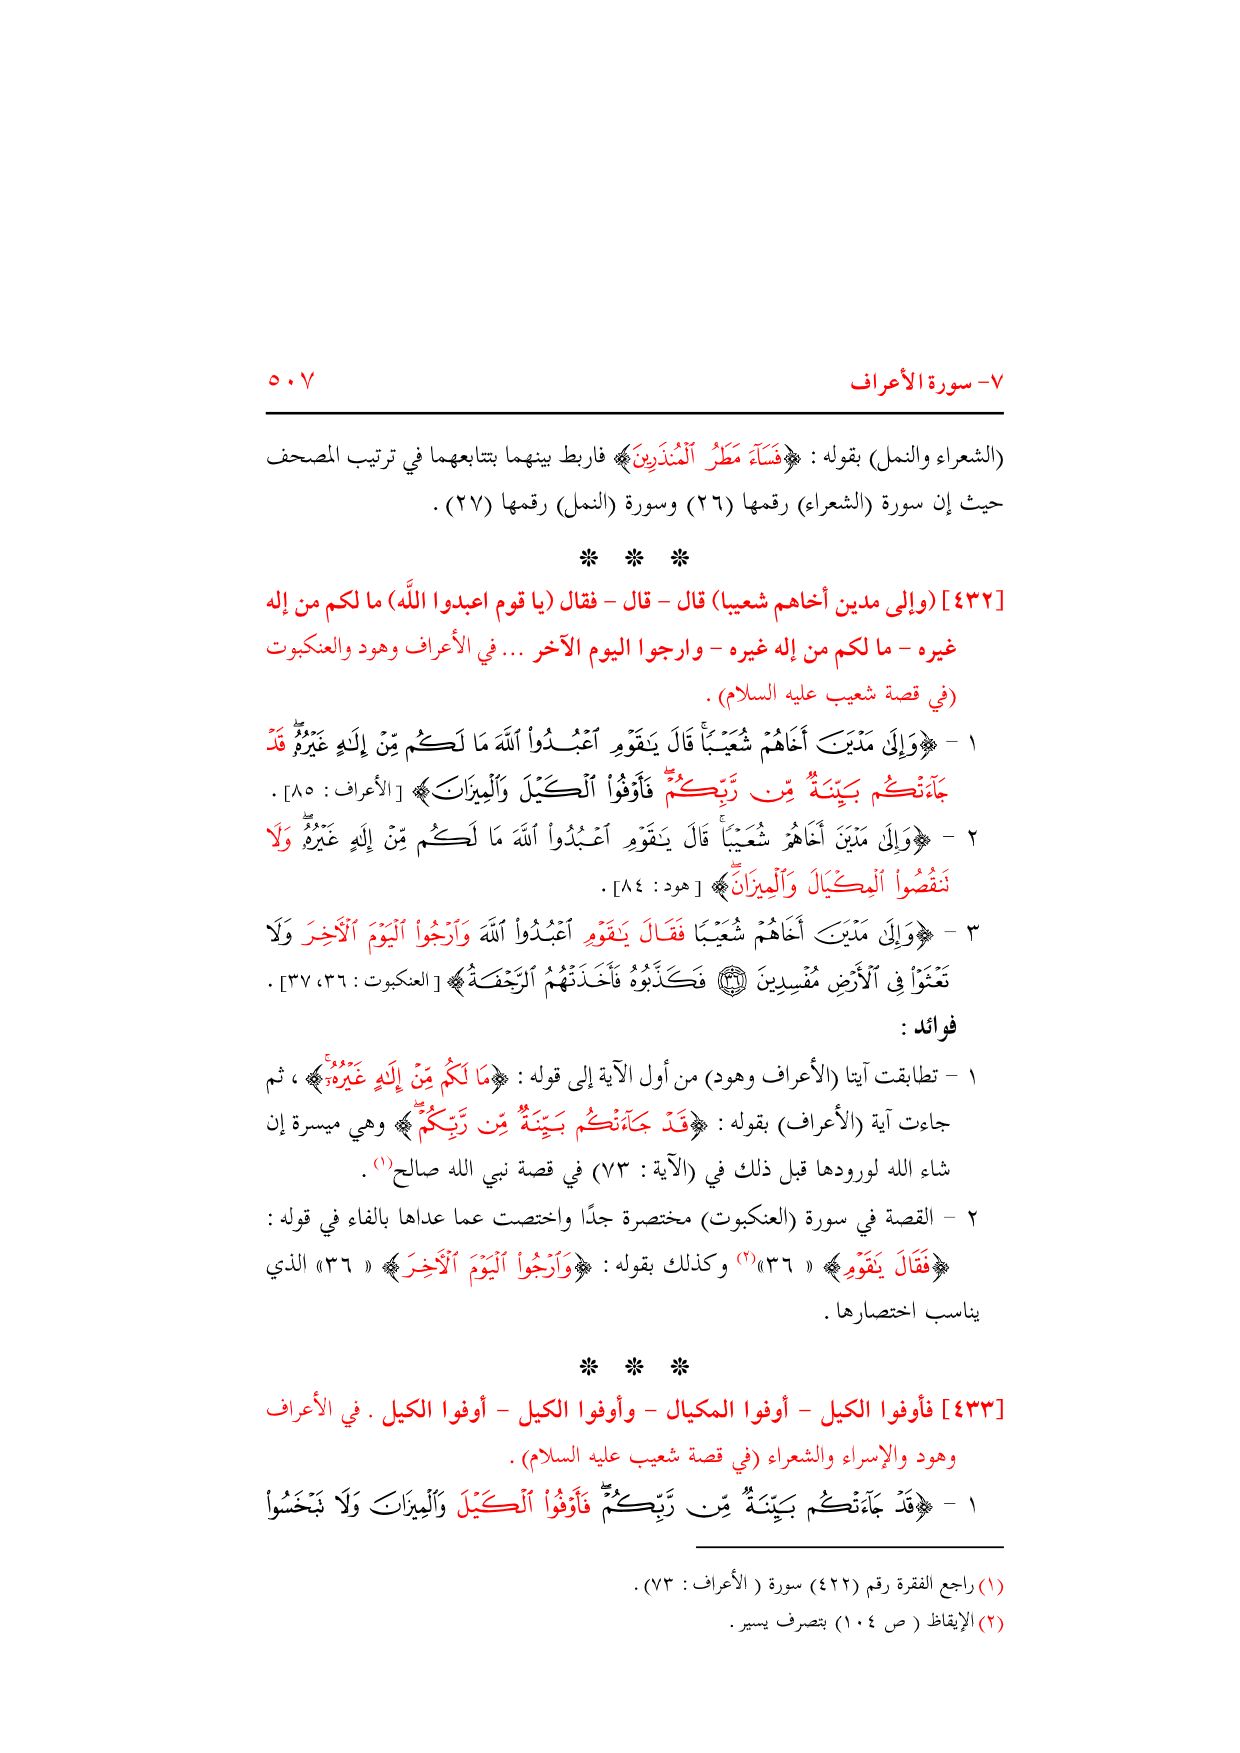 ٧- سورة الأعراف ٥٠٧
(الشعراء والنمل) بقوله : ﴿فَسَآءَ مَطَرُ ٱلۡمُنذَرِينَ﴾ فاربط بينهما بتتابعهما في ترتيب المصحف
حيث إن سورة (الشعراء) رقمها (٢٦) وسورة (النمل) رقمها (٢٧) .
❊ ❊ ❊
[٤٣٢] (وإلى مدين أخاهم شعيبا) قال – قال – فقال (يا قوم اعبدوا اللَّه) ما لكم من إله
غيره – ما لكم من إله غيره – وارجوا اليوم الآخر ... في الأعراف وهود والعنكبوت
(في قصة شعيب عليه السلام) .
١ – ﴿وَإِلَىٰ مَدۡيَنَ أَخَاهُمۡ شُعَيۡبٗاۚ قَالَ يَٰقَوۡمِ ٱعۡبُدُواْ ٱللَّهَ مَا لَكُم مِّنۡ إِلَٰهٍ غَيۡرُهُۥۖ قَدۡ
جَآءَتۡكُم بَيِّنَةٞ مِّن رَّبِّكُمۡۖ فَأَوۡفُواْ ٱلۡكَيۡلَ وَٱلۡمِيزَانَ﴾ [الأعراف : ٨٥] .
٢ – ﴿وَإِلَىٰ مَدۡيَنَ أَخَاهُمۡ شُعَيۡبٗاۚ قَالَ يَٰقَوۡمِ ٱعۡبُدُواْ ٱللَّهَ مَا لَكُم مِّنۡ إِلَٰهٍ غَيۡرُهُۥۖ وَلَا
تَنقُصُواْ ٱلۡمِكۡيَالَ وَٱلۡمِيزَانَۖ﴾ [هود : ٨٤] .
٣ – ﴿وَإِلَىٰ مَدۡيَنَ أَخَاهُمۡ شُعَيۡبٗا فَقَالَ يَٰقَوۡمِ ٱعۡبُدُواْ ٱللَّهَ وَٱرۡجُواْ ٱلۡيَوۡمَ ٱلۡأٓخِرَ وَلَا
تَعۡثَوۡاْ فِي ٱلۡأَرۡضِ مُفۡسِدِينَ ٣٦ فَكَذَّبُوهُ فَأَخَذَتۡهُمُ ٱلرَّجۡفَةُ﴾ [العنكبوت : ٣٦، ٣٧] .
فوائد :
١ – تطابقت آيتا (الأعراف وهود) من أول الآية إلى قوله : ﴿مَا لَكُم مِّنۡ إِلَٰهٍ غَيۡرُهُۥٓۚ﴾ ، ثم
جاءت آية (الأعراف) بقوله : ﴿قَدۡ جَآءَتۡكُم بَيِّنَةٞ مِّن رَّبِّكُمۡۖ﴾ وهي ميسرة إن
شاء الله لورودها قبل ذلك في (الآية : ٧٣) في قصة نبي الله صالح(١) .
٢ – القصة في سورة (العنكبوت) مختصرة جدًا واختصت عما عداها بالفاء في قوله :
﴿فَقَالَ يَٰقَوۡمِ﴾ « ٣٦»(٢) وكذلك بقوله : ﴿وَٱرۡجُواْ ٱلۡيَوۡمَ ٱلۡأٓخِرَ﴾ « ٣٦» الذي
يناسب اختصارها .
❊ ❊ ❊
[٤٣٣] فأوفوا الكيل – أوفوا المكيال – وأوفوا الكيل – أوفوا الكيل . في الأعراف
وهود والإسراء والشعراء (في قصة شعيب عليه السلام) .
١ – ﴿قَدۡ جَآءَتۡكُم بَيِّنَةٞ مِّن رَّبِّكُمۡۖ فَأَوۡفُواْ ٱلۡكَيۡلَ وَٱلۡمِيزَانَ وَلَا تَبۡخَسُواْ
(١) راجع الفقرة رقم (٤٢٢) سورة ( الأعراف : ٧٣) .
(٢) الإيقاظ ( ص ١٠٤) بتصرف يسير .